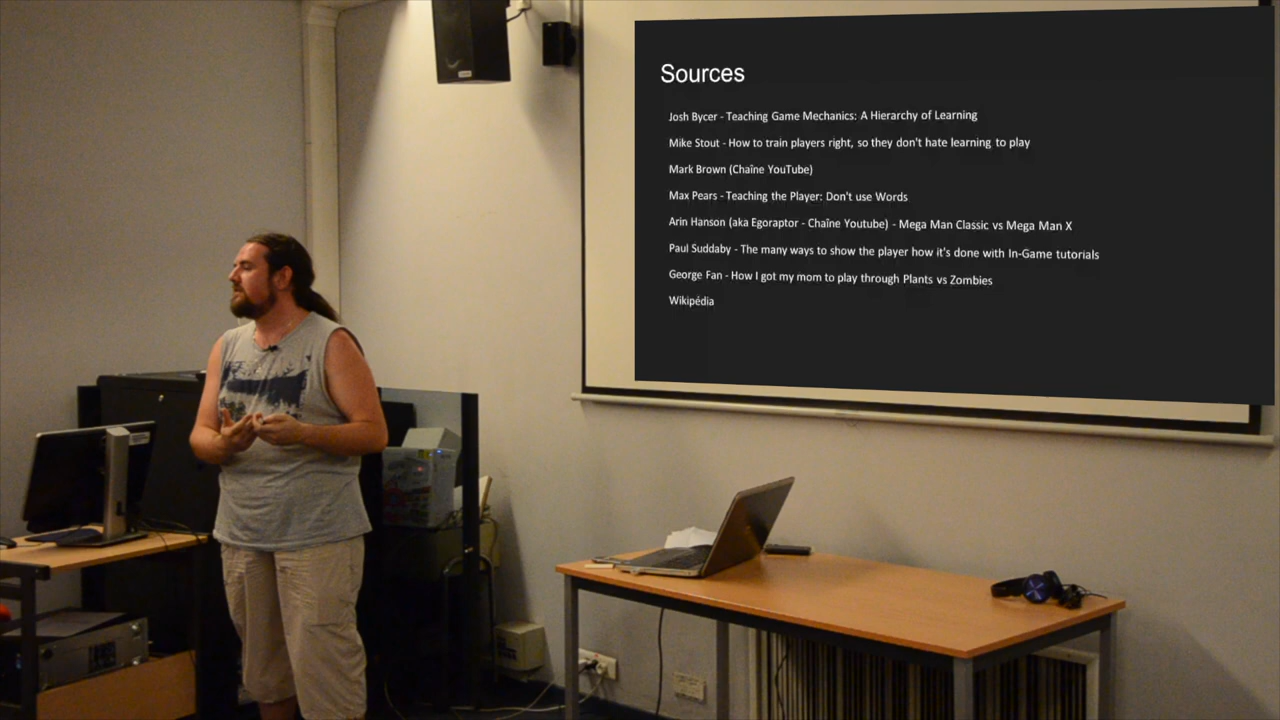 Sources
Josh Bycer - Teaching Game Mechanics: A Hierarchy of Learning
Mike Stout - How to train players right, so they don't hate learning to play
Mark Brown (Chaîne YouTube)
Max Pears - Teaching the Player: Don't use Words
Arin Hanson (aka Egoraptor - Chaîne Youtube) - Mega Man Classic vs Mega Man X
Paul Suddaby - The many ways to show the player how it's done with In-Game tutorials
George Fan - How I got my mom to play through Plants vs Zombies
Wikipédia